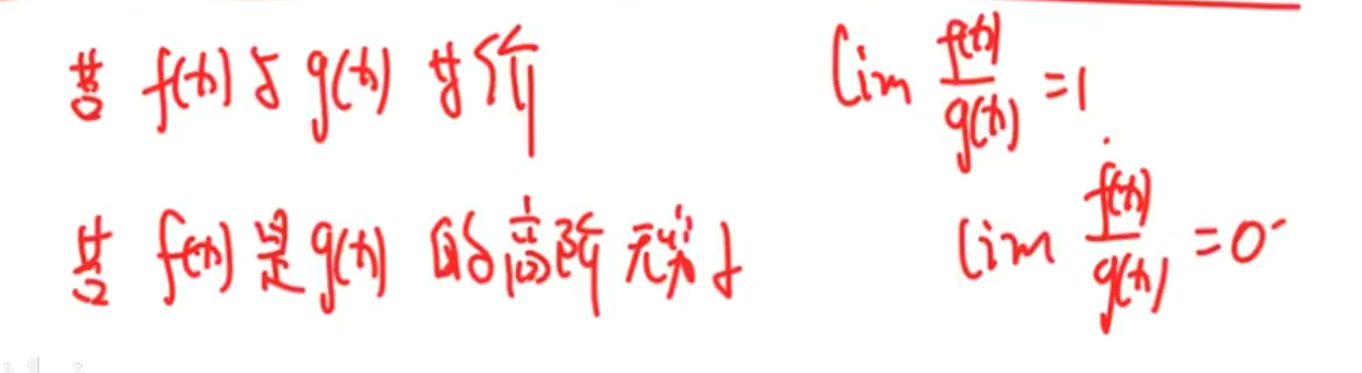 若 f(x) 与 g(x) 等价 lim f(x)/g(x) =1
若 f(x) 是 g(x) 的高阶无穷小 lim f(x)/g(x) =0